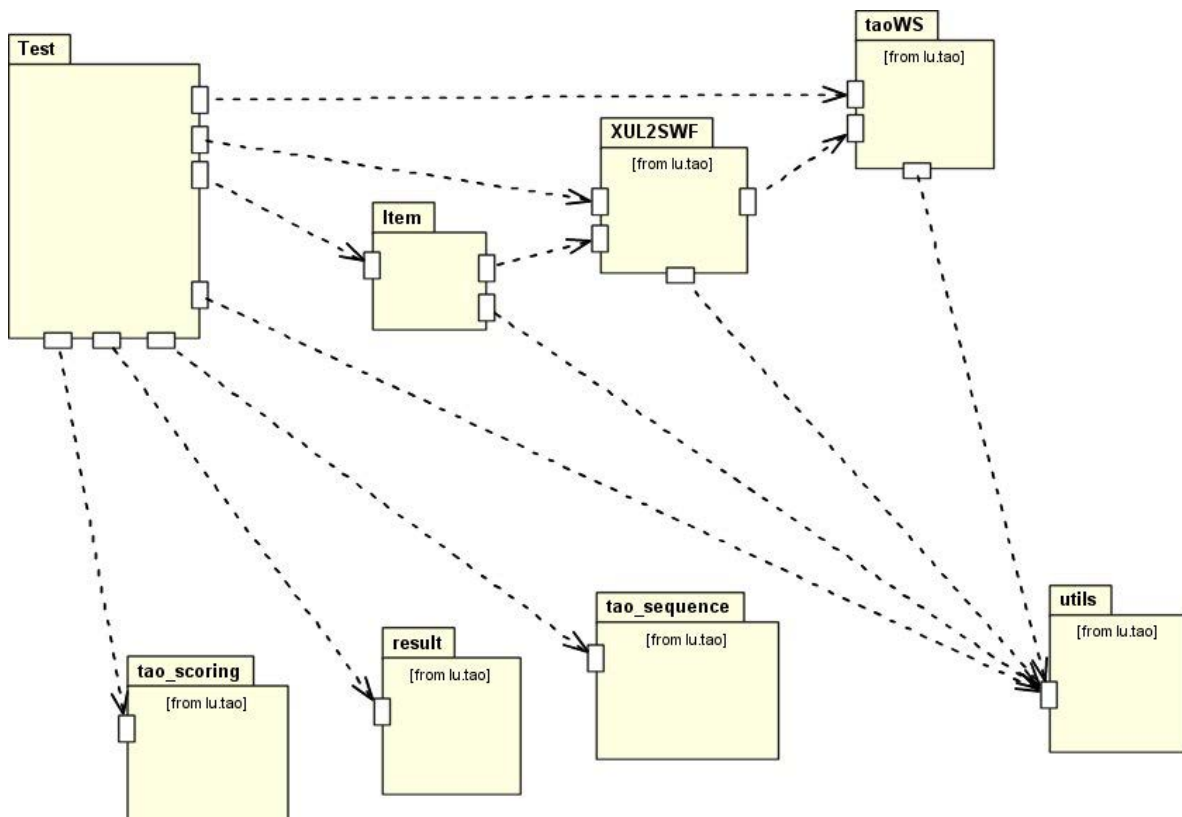 taoWS
[from lu.tao]
Test
XUL2SWF
[from lu.tao]
Item
tao_sequence
[from lu.tao]
utils
[from lu.tao]
result
[from lu.tao]
tao_scoring
[from lu.tao]